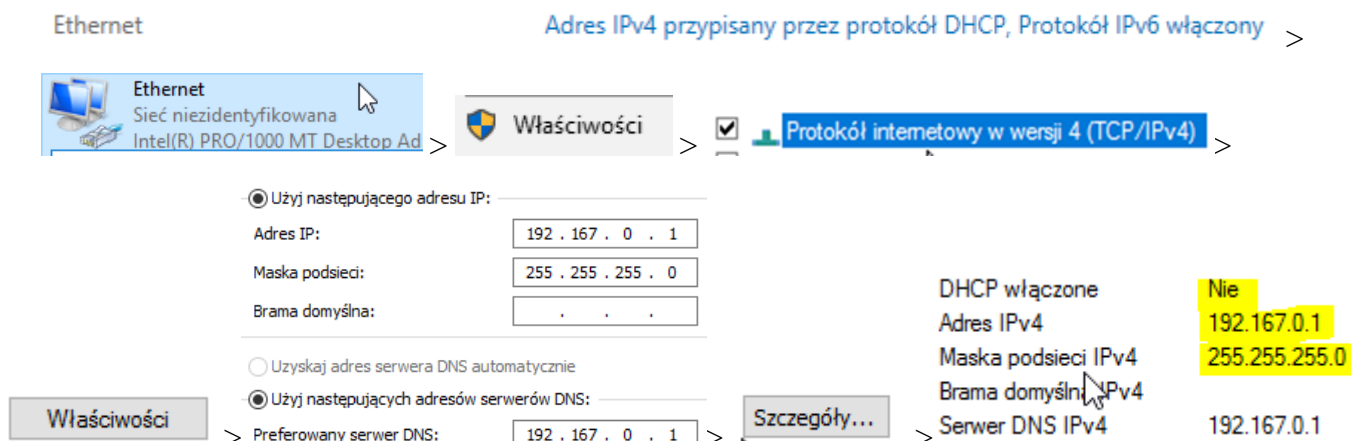 Ethernet
Adres IPv4 przypisany przez protokół DHCP, Protokół IPv6 włączony >
Ethernet
Sieć niezidentyfikowana
Intel(R) PRO/1000 MT Desktop Ad >
Właściwości >
Protokół internetowy w wersji 4 (TCP/IPv4) >
Użyj następującego adresu IP:
Adres IP: 192 . 167 . 0 . 1
Maska podsieci: 255 . 255 . 255 . 0
Brama domyślna: . . .
Uzyskaj adres serwera DNS automatycznie
Użyj następujących adresów serwerów DNS:
Właściwości >
Preferowany serwer DNS: 192 . 167 . 0 . 1 >
Szczegóły... >
DHCP włączone Nie
Adres IPv4 192.167.0.1
Maska podsieci IPv4 255.255.255.0
Brama domyślna IPv4
Serwer DNS IPv4 192.167.0.1